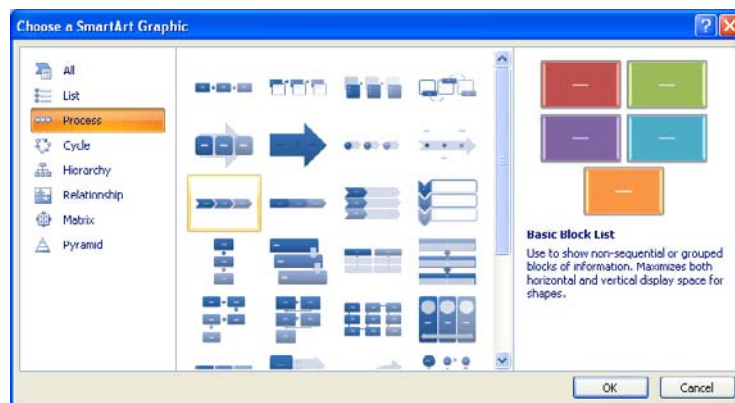 Choose a SmartArt Graphic
All
List
Process
Cycle
Hierarchy
Relationship
Matrix
Pyramid
Basic Block List
Use to show non-sequential or grouped
blocks of information. Maximizes both
horizontal and vertical display space for
shapes.
OK
Cancel